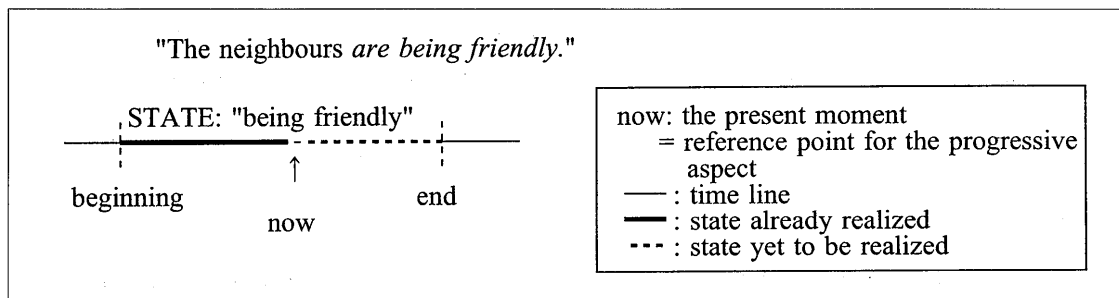 "The neighbours are being friendly."
STATE: "being friendly"
beginning
now
end
now: the present moment
= reference point for the progressive
aspect
: time line
: state already realized
: state yet to be realized